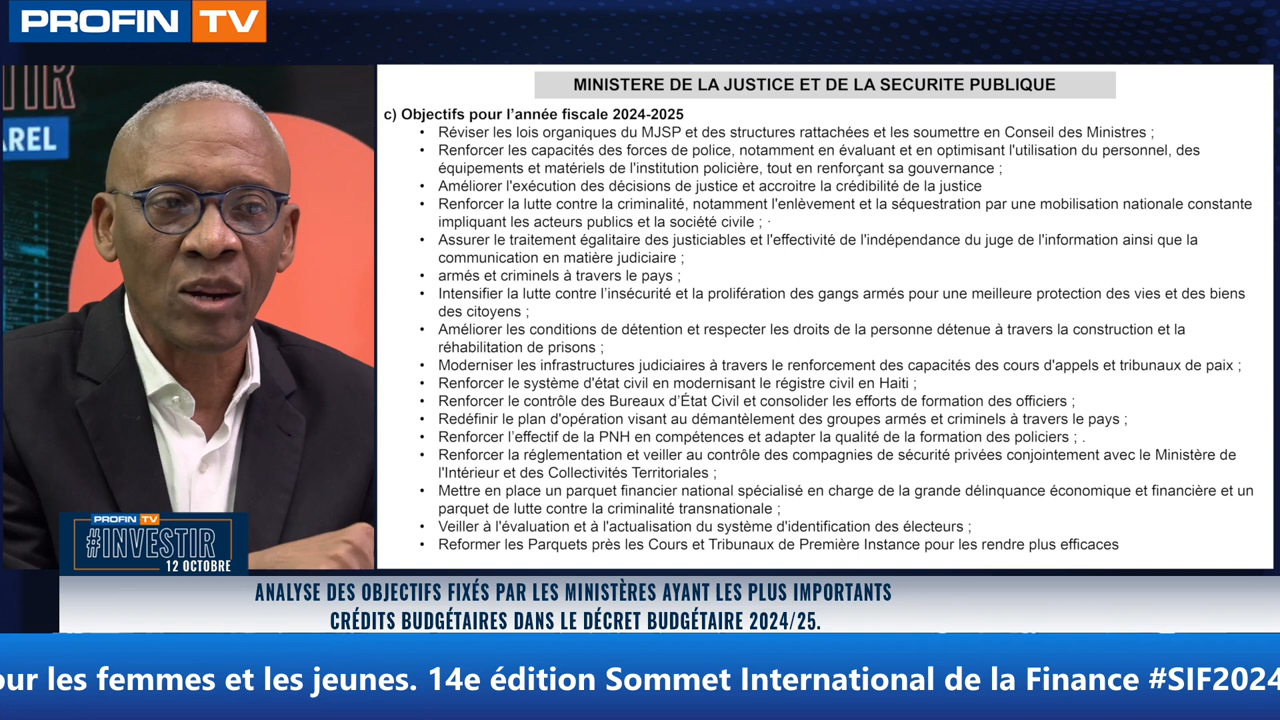 PROFIN TV
TIR
AREL
MINISTERE DE LA JUSTICE ET DE LA SECURITE PUBLIQUE
c) Objectifs pour l’année fiscale 2024-2025
• Réviser les lois organiques du MJSP et des structures rattachées et les soumettre en Conseil des Ministres ;
• Renforcer les capacités des forces de police, notamment en évaluant et en optimisant l'utilisation du personnel, des
équipements et matériels de l'institution policière, tout en renforçant sa gouvernance ;
• Améliorer l'exécution des décisions de justice et accroitre la crédibilité de la justice
• Renforcer la lutte contre la criminalité, notamment l'enlèvement et la séquestration par une mobilisation nationale constante
impliquant les acteurs publics et la société civile ; ·
• Assurer le traitement égalitaire des justiciables et l'effectivité de l'indépendance du juge de l'information ainsi que la
communication en matière judiciaire ;
• armés et criminels à travers le pays ;
• Intensifier la lutte contre l’insécurité et la prolifération des gangs armés pour une meilleure protection des vies et des biens
des citoyens ;
• Améliorer les conditions de détention et respecter les droits de la personne détenue à travers la construction et la
réhabilitation de prisons ;
• Moderniser les infrastructures judiciaires à travers le renforcement des capacités des cours d'appels et tribunaux de paix ;
• Renforcer le système d'état civil en modernisant le régistre civil en Haiti ;
• Renforcer le contrôle des Bureaux d’État Civil et consolider les efforts de formation des officiers ;
• Redéfinir le plan d'opération visant au démantèlement des groupes armés et criminels à travers le pays ;
• Renforcer l’effectif de la PNH en compétences et adapter la qualité de la formation des policiers ; .
• Renforcer la réglementation et veiller au contrôle des compagnies de sécurité privées conjointement avec le Ministère de
l'Intérieur et des Collectivités Territoriales ;
• Mettre en place un parquet financier national spécialisé en charge de la grande délinquance économique et financière et un
parquet de lutte contre la criminalité transnationale ;
• Veiller à l'évaluation et à l'actualisation du système d'identification des électeurs ;
• Reformer les Parquets près les Cours et Tribunaux de Première Instance pour les rendre plus efficaces
PROFIN TV
#INVESTIR
12 OCTOBRE
ANALYSE DES OBJECTIFS FIXÉS PAR LES MINISTÈRES AYANT LES PLUS IMPORTANTS
CRÉDITS BUDGÉTAIRES DANS LE DÉCRET BUDGÉTAIRE 2024/25.
our les femmes et les jeunes. 14e édition Sommet International de la Finance #SIF2024